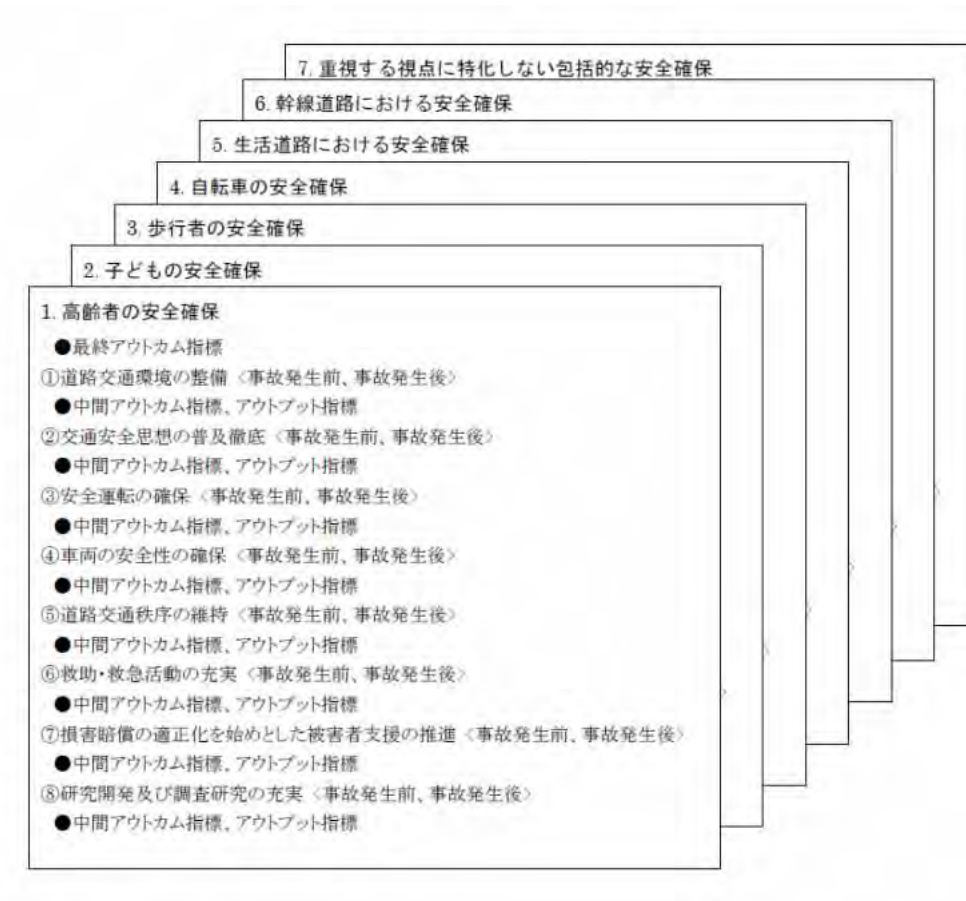 7. 重視する視点に特化しない包括的な安全確保
6. 幹線道路における安全確保
5. 生活道路における安全確保
4. 自転車の安全確保
3. 歩行者の安全確保
2. 子どもの安全確保
1. 高齢者の安全確保
●最終アウトカム指標
①道路交通環境の整備〈事故発生前、事故発生後〉
●中間アウトカム指標、アウトプット指標
②交通安全思想の普及徹底〈事故発生前、事故発生後〉
●中間アウトカム指標、アウトプット指標
③安全運転の確保〈事故発生前、事故発生後〉
●中間アウトカム指標、アウトプット指標
④車両の安全性の確保〈事故発生前、事故発生後〉
●中間アウトカム指標、アウトプット指標
⑤道路交通秩序の維持〈事故発生前、事故発生後〉
●中間アウトカム指標、アウトプット指標
⑥救助・救急活動の充実〈事故発生前、事故発生後〉
●中間アウトカム指標、アウトプット指標
⑦損害賠償の適正化を始めとした被害者支援の推進〈事故発生前、事故発生後〉
●中間アウトカム指標、アウトプット指標
⑧研究開発及び調査研究の充実〈事故発生前、事故発生後〉
●中間アウトカム指標、アウトプット指標